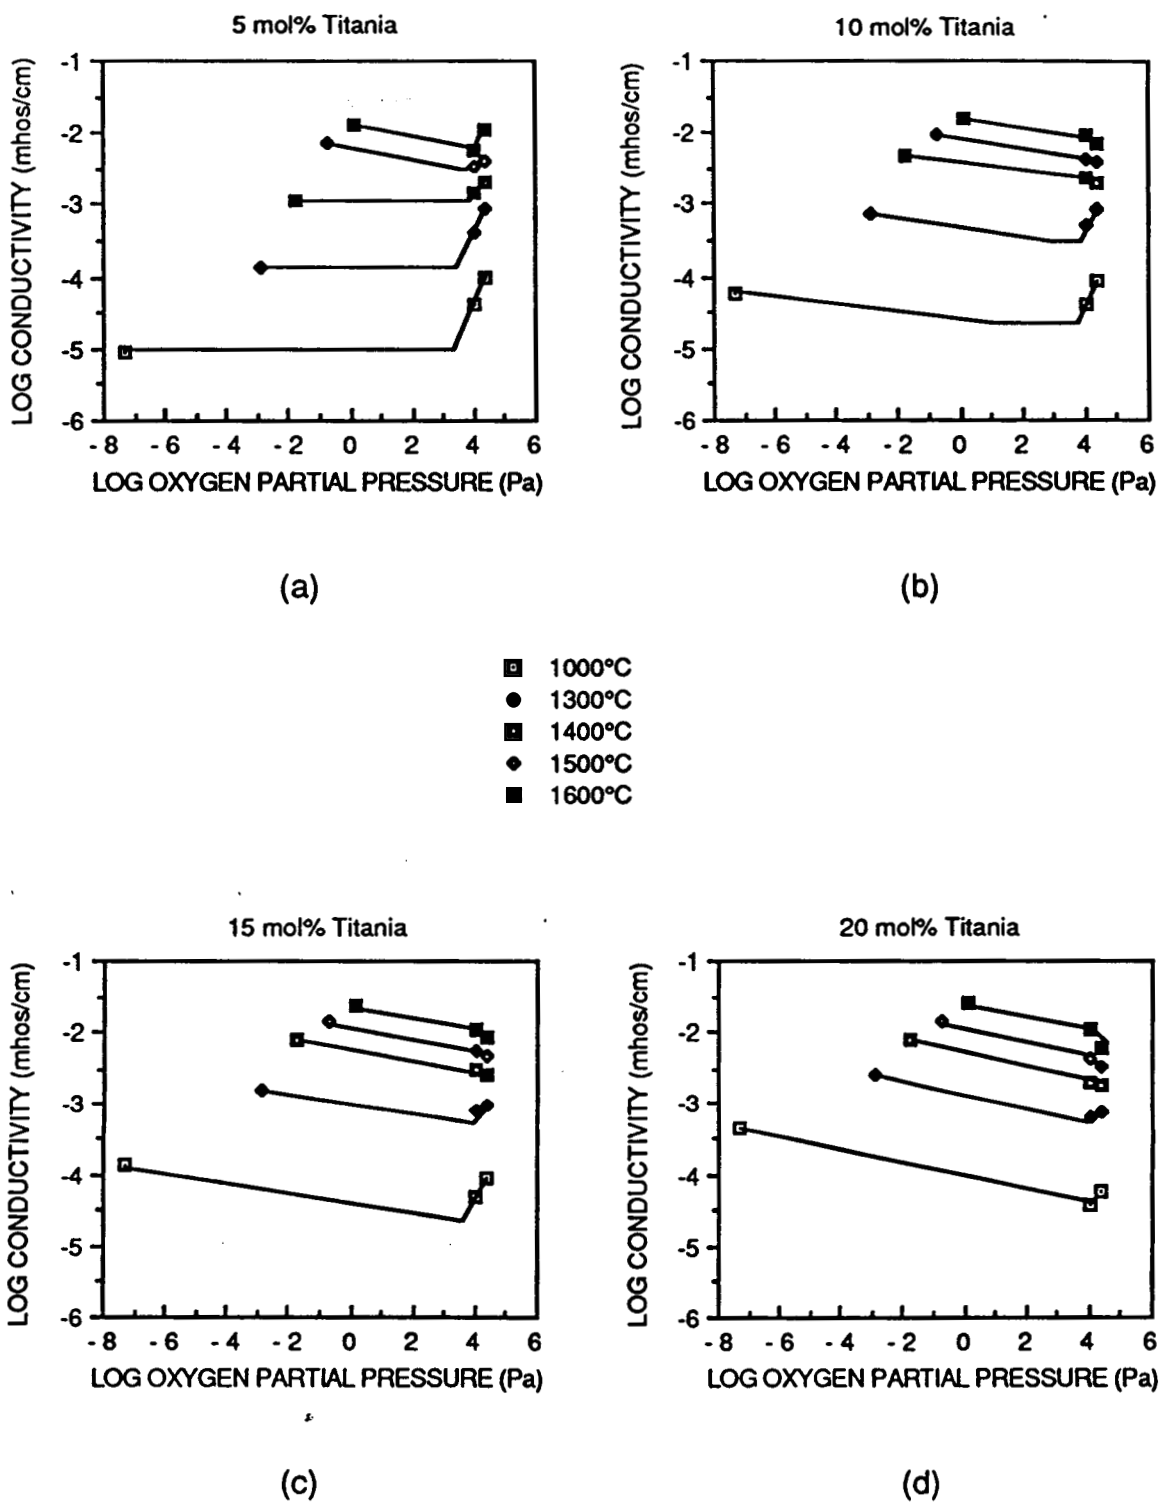 5 mol% Titania
10 mol% Titania
LOG CONDUCTIVITY (mhos/cm)
-1
-2
-3
-4
-5
-6
-8 -6 -4 -2 0 2 4 6
LOG OXYGEN PARTIAL PRESSURE (Pa)
LOG CONDUCTIVITY (mhos/cm)
-1
-2
-3
-4
-5
-6
-8 -6 -4 -2 0 2 4 6
LOG OXYGEN PARTIAL PRESSURE (Pa)
(a)
(b)
1000°C
1300°C
1400°C
1500°C
1600°C
15 mol% Titania
20 mol% Titania
LOG CONDUCTIVITY (mhos/cm)
-1
-2
-3
-4
-5
-6
-8 -6 -4 -2 0 2 4 6
LOG OXYGEN PARTIAL PRESSURE (Pa)
LOG CONDUCTIVITY (mhos/cm)
-1
-2
-3
-4
-5
-6
-8 -6 -4 -2 0 2 4 6
LOG OXYGEN PARTIAL PRESSURE (Pa)
(c)
(d)